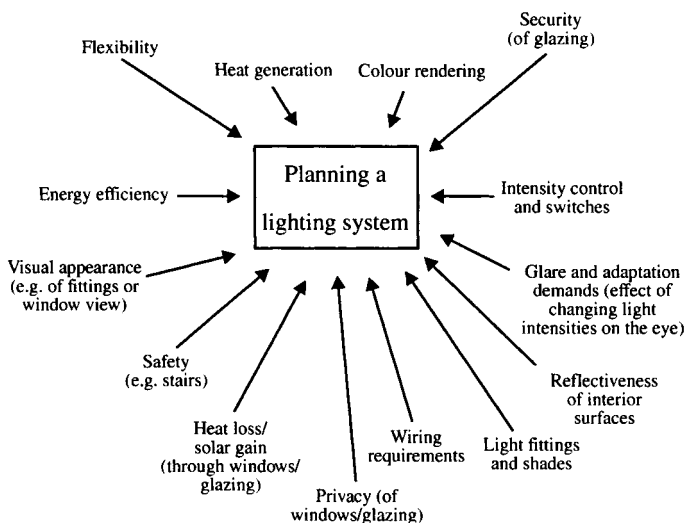 Security
(of glazing)
Flexibility
Heat generation
Colour rendering
Planning a
lighting system
Energy efficiency
Intensity control
and switches
Visual appearance
(e.g. of fittings or
window view)
Glare and adaptation
demands (effect of
changing light
intensities on the eye)
Safety
(e.g. stairs)
Reflectiveness
of interior
surfaces
Heat loss/
solar gain
(through windows/
glazing)
Wiring
requirements
Light fittings
and shades
Privacy (of
windows/glazing)